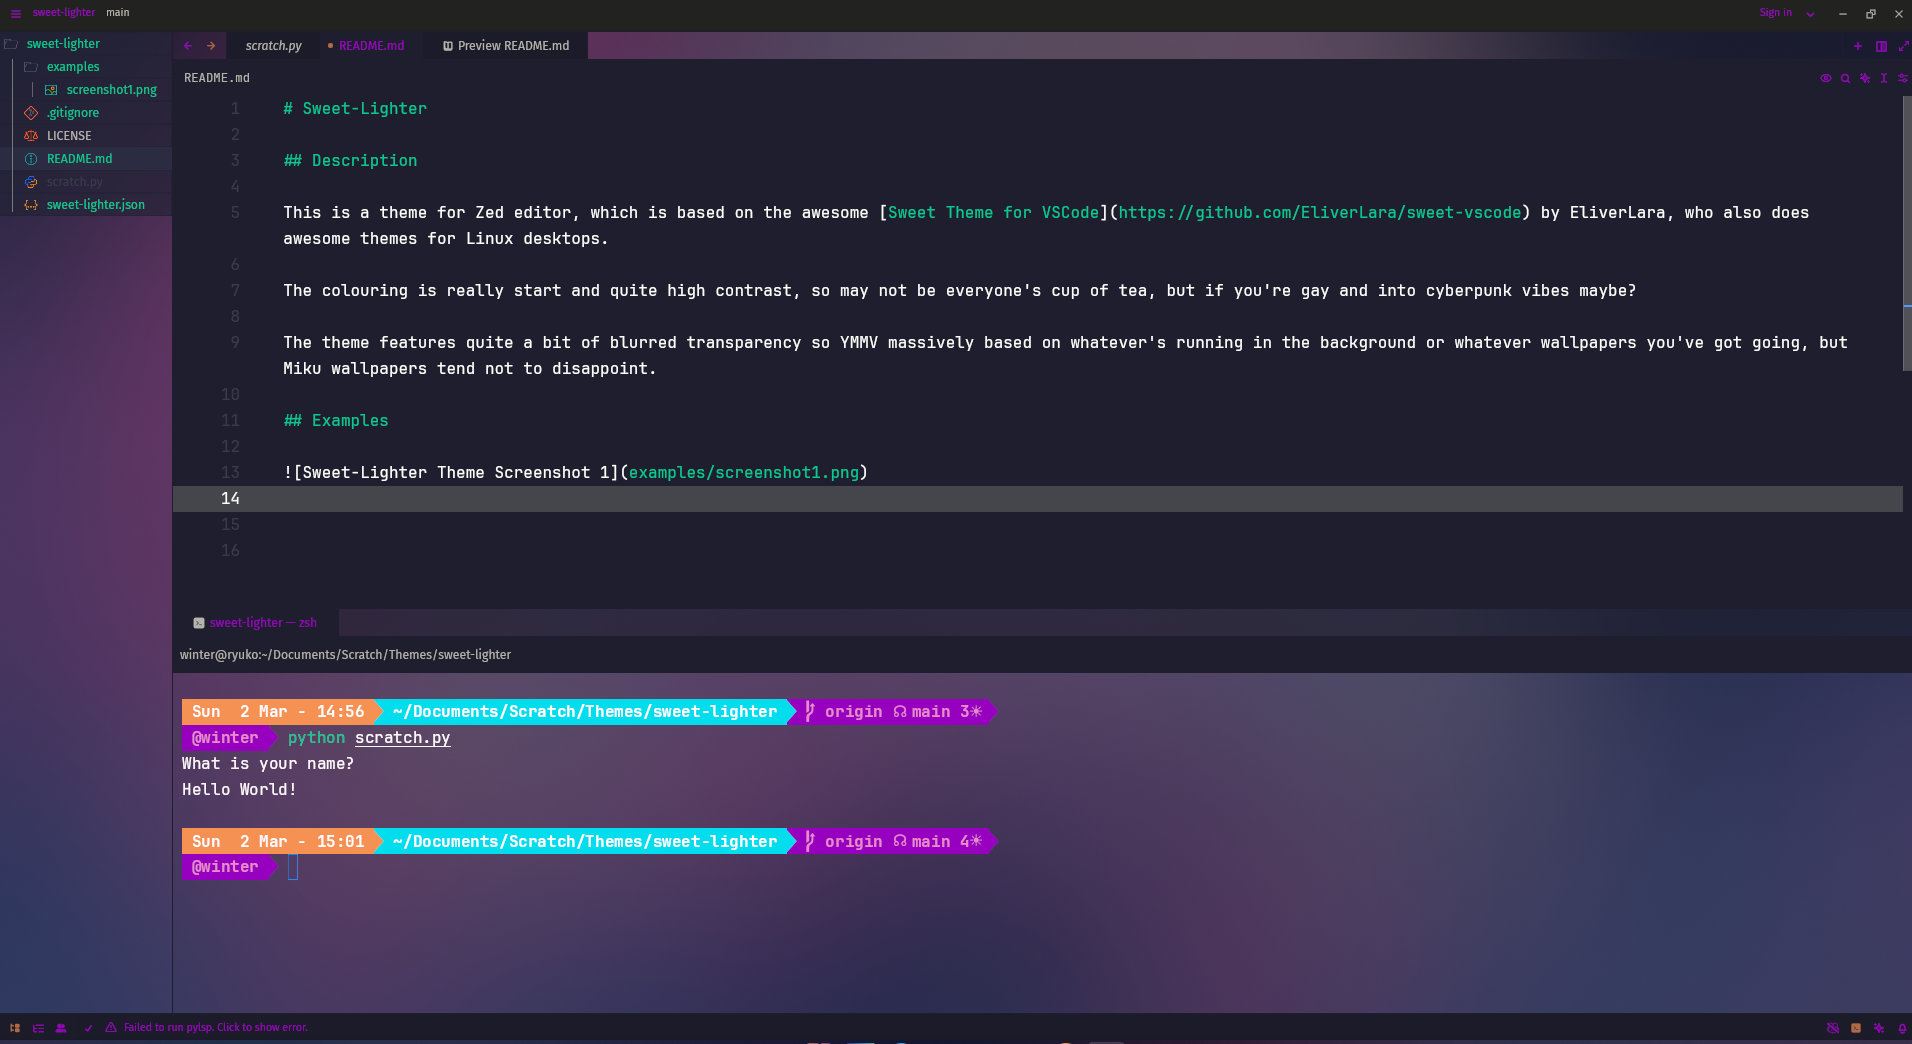 sweet-lighter main
Sign in
sweet-lighter
examples
screenshot1.png
.gitignore
LICENSE
README.md
scratch.py
sweet-lighter.json
scratch.py
README.md
Preview README.md
README.md
1 # Sweet-Lighter
2
3 ## Description
4
5 This is a theme for Zed editor, which is based on the awesome [Sweet Theme for VSCode](https://github.com/EliverLara/sweet-vscode) by EliverLara, who also does
awesome themes for Linux desktops.
6
7 The colouring is really start and quite high contrast, so may not be everyone's cup of tea, but if you're gay and into cyberpunk vibes maybe?
8
9 The theme features quite a bit of blurred transparency so YMMV massively based on whatever's running in the background or whatever wallpapers you've got going, but
Miku wallpapers tend not to disappoint.
10
11 ## Examples
12
13 ![Sweet-Lighter Theme Screenshot 1](examples/screenshot1.png)
14
15
16
sweet-lighter — zsh
winter@ryuko:~/Documents/Scratch/Themes/sweet-lighter
Sun 2 Mar - 14:56 ~/Documents/Scratch/Themes/sweet-lighter origin main 3☀
@winter python scratch.py
What is your name?
Hello World!
Sun 2 Mar - 15:01 ~/Documents/Scratch/Themes/sweet-lighter origin main 4☀
@winter
Failed to run pylsp. Click to show error.